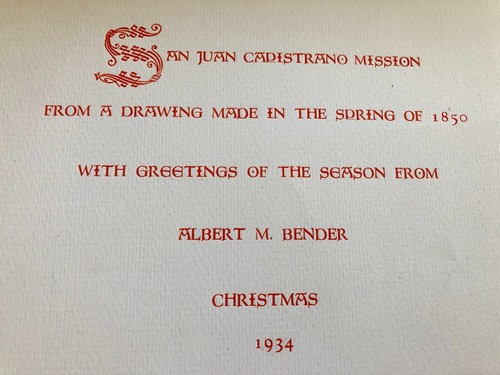 SAN JUAN CAPISTRANO MISSION
FROM A DRAWING MADE IN THE SPRING OF 1850
WITH GREETINGS OF THE SEASON FROM
ALBERT M. BENDER
CHRISTMAS
1934